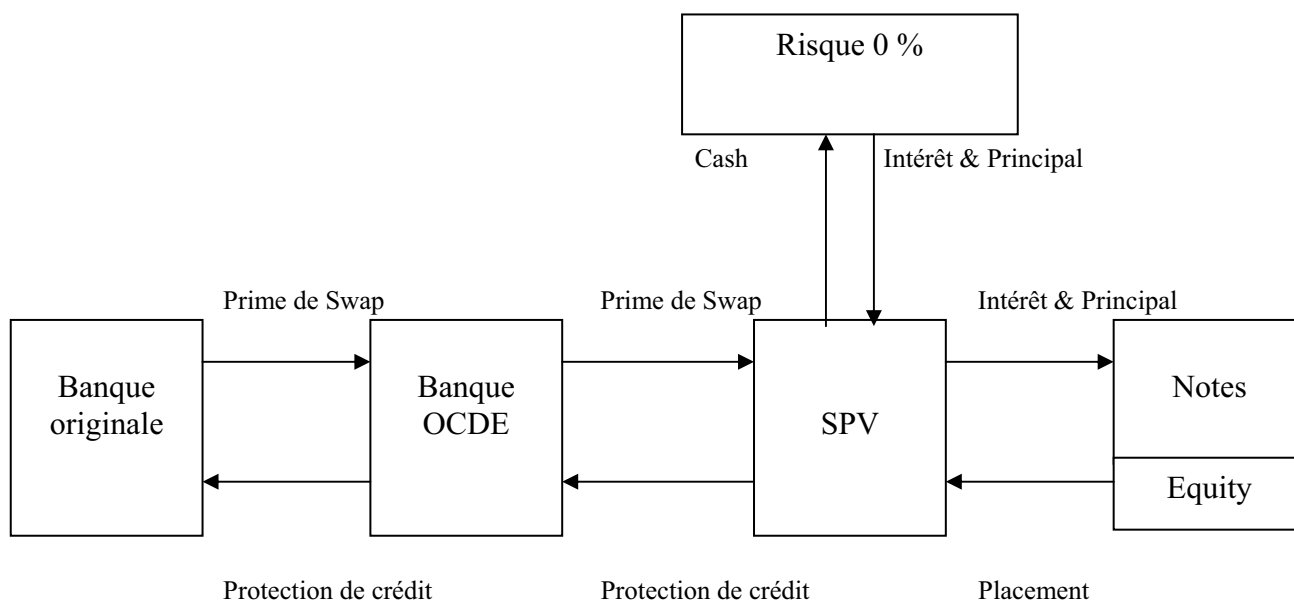 Risque 0 %
Cash
Intérêt & Principal
Prime de Swap
Prime de Swap
Intérêt & Principal
Banque
originale
Banque
OCDE
SPV
Notes
Equity
Protection de crédit
Protection de crédit
Placement